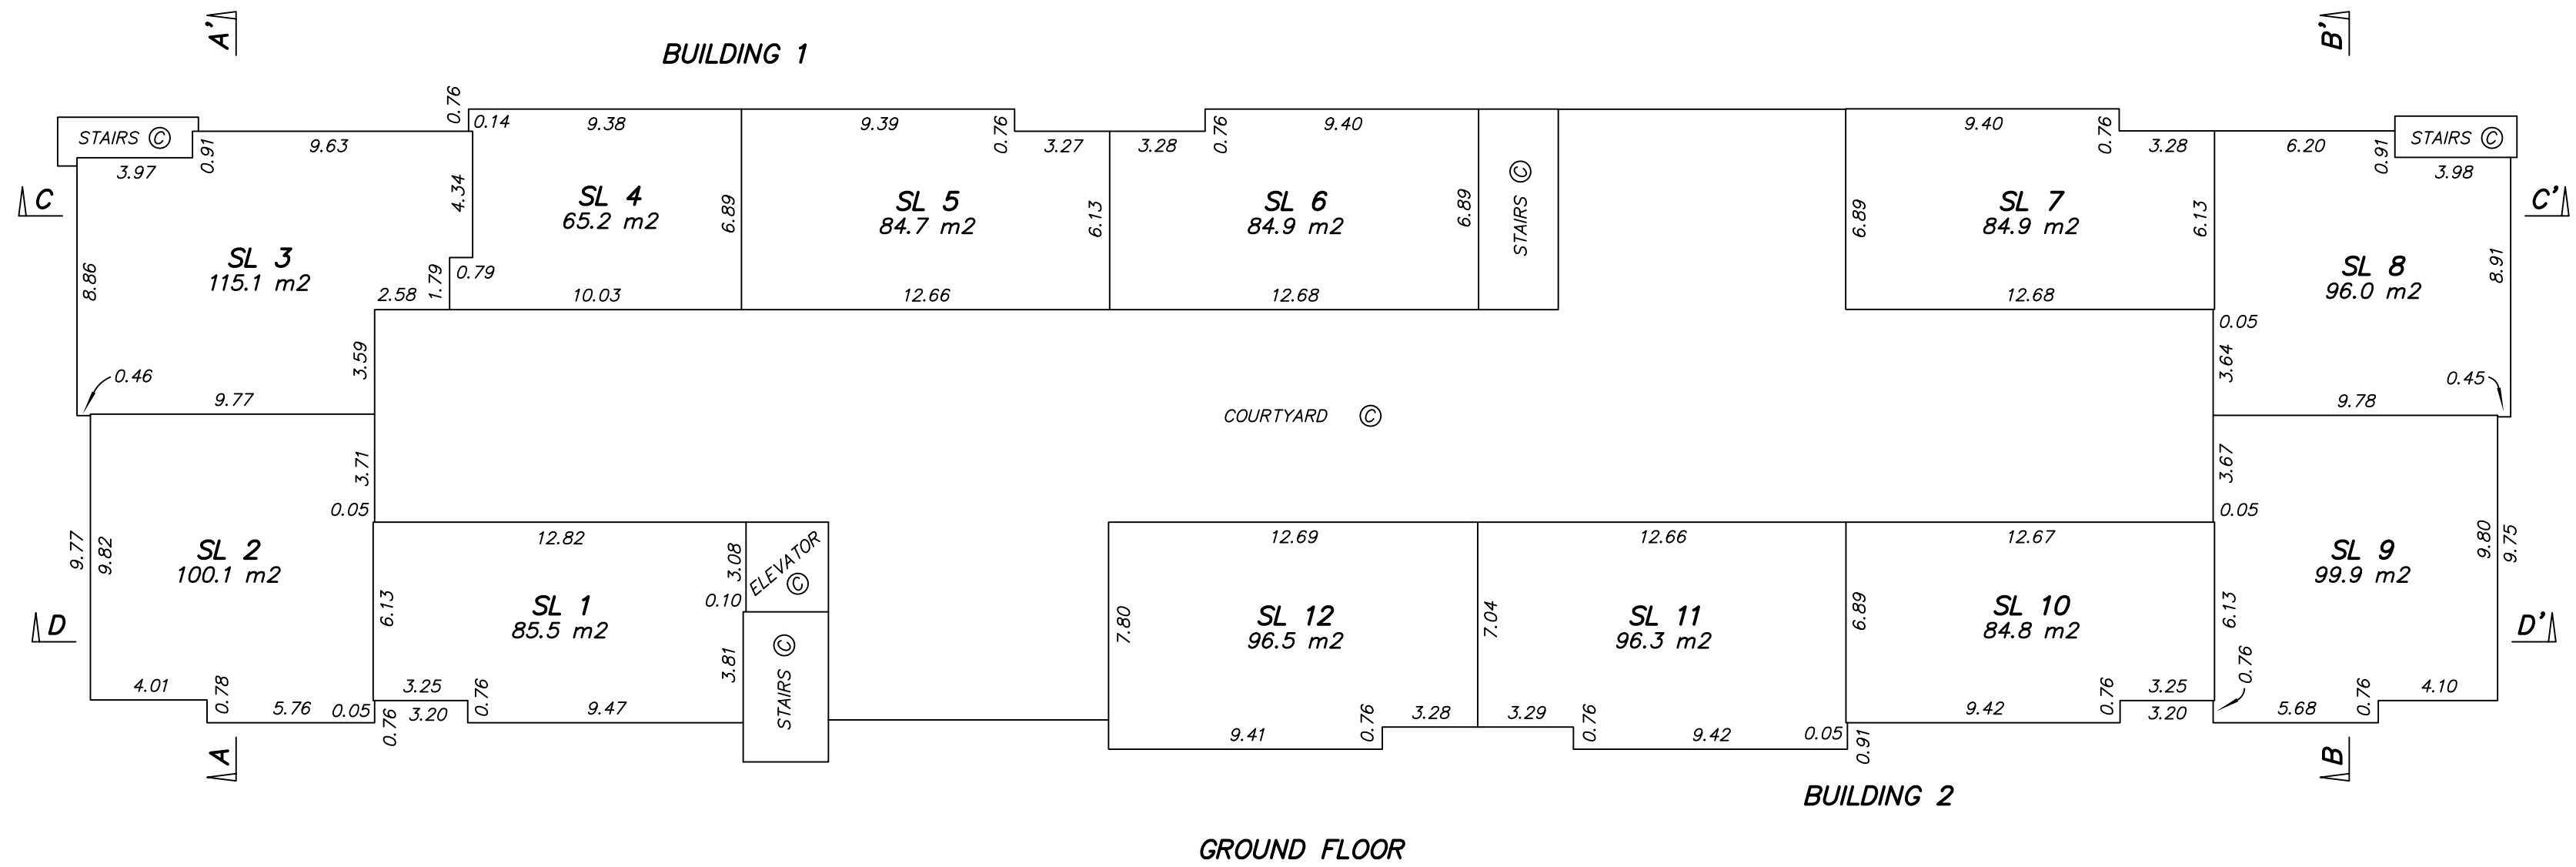 A'
B'
BUILDING 1
0.76
STAIRS ©
0.91
9.63
0.14
9.38
9.39
0.76
3.27
3.28
0.76
9.40
9.40
0.76
3.28
6.20
0.91
STAIRS ©
3.97
3.98
C
C'
4.34
SL 4
65.2 m2
6.89
SL 5
84.7 m2
6.13
SL 6
84.9 m2
6.89
STAIRS ©
6.89
SL 7
84.9 m2
6.13
8.86
SL 3
115.1 m2
2.58
1.79
0.79
10.03
12.66
12.68
12.68
SL 8
96.0 m2
8.91
0.05
3.59
3.64
0.46
0.45
9.77
9.78
COURTYARD ©
3.71
3.67
0.05
0.05
9.77
9.82
SL 2
100.1 m2
12.82
3.08
ELEVATOR
©
0.10
12.69
12.66
12.67
9.80
9.75
SL 9
99.9 m2
6.13
SL 1
85.5 m2
3.81
STAIRS ©
7.80
SL 12
96.5 m2
7.04
SL 11
96.3 m2
6.89
SL 10
84.8 m2
6.13
0.76
D
D'
4.01
0.78
5.76
0.05
0.76
3.25
3.20
0.76
9.47
9.41
0.76
3.28
3.29
0.76
9.42
0.05
0.91
9.42
0.76
3.25
3.20
5.68
0.76
4.10
A
B
BUILDING 2
GROUND FLOOR